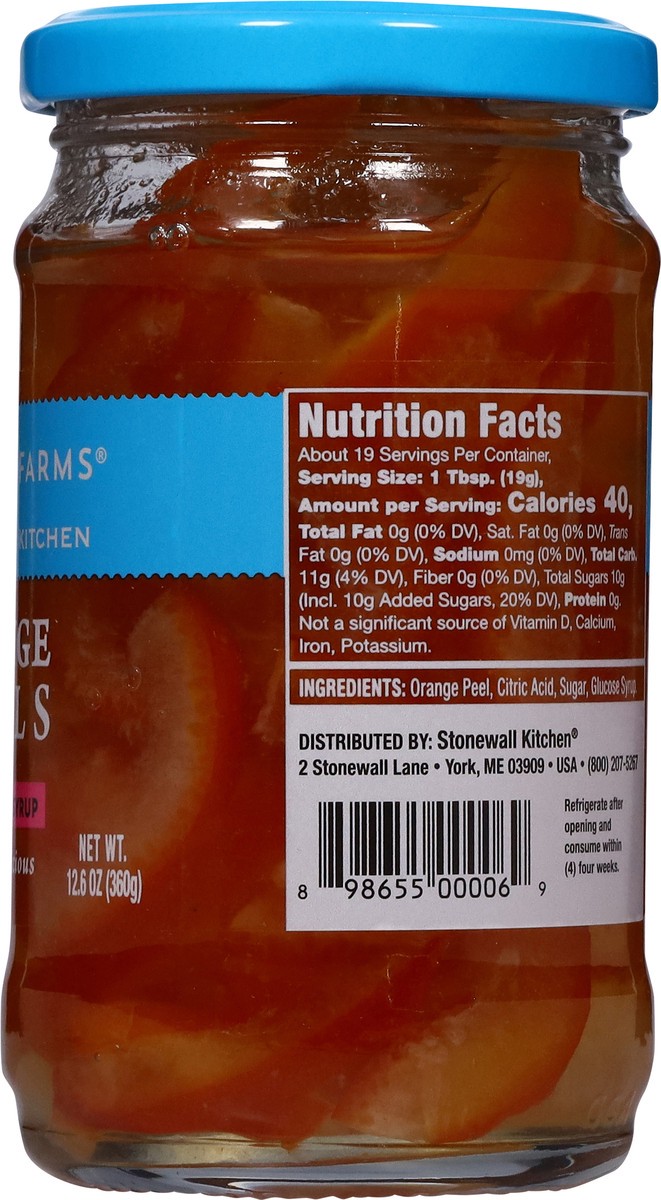 FARMS®
KITCHEN
GE
LS
SYRUP
NET WT.
12.6 OZ (360g)
Nutrition Facts
About 19 Servings Per Container,
Serving Size: 1 Tbsp. (19g),
Amount per Serving: Calories 40,
Total Fat 0g (0% DV), Sat. Fat 0g (0% DV), Trans
Fat 0g (0% DV), Sodium 0mg (0% DV), Total Carb.
11g (4% DV), Fiber 0g (0% DV), Total Sugars 10g
(Incl. 10g Added Sugars, 20% DV), Protein 0g.
Not a significant source of Vitamin D, Calcium,
Iron, Potassium.
INGREDIENTS: Orange Peel, Citric Acid, Sugar, Glucose Syrup.
DISTRIBUTED BY: Stonewall Kitchen®
2 Stonewall Lane • York, ME 03909 • USA • (800) 207-5267
Refrigerate after
opening and
consume within
(4) four weeks.
8 98655 00006 9